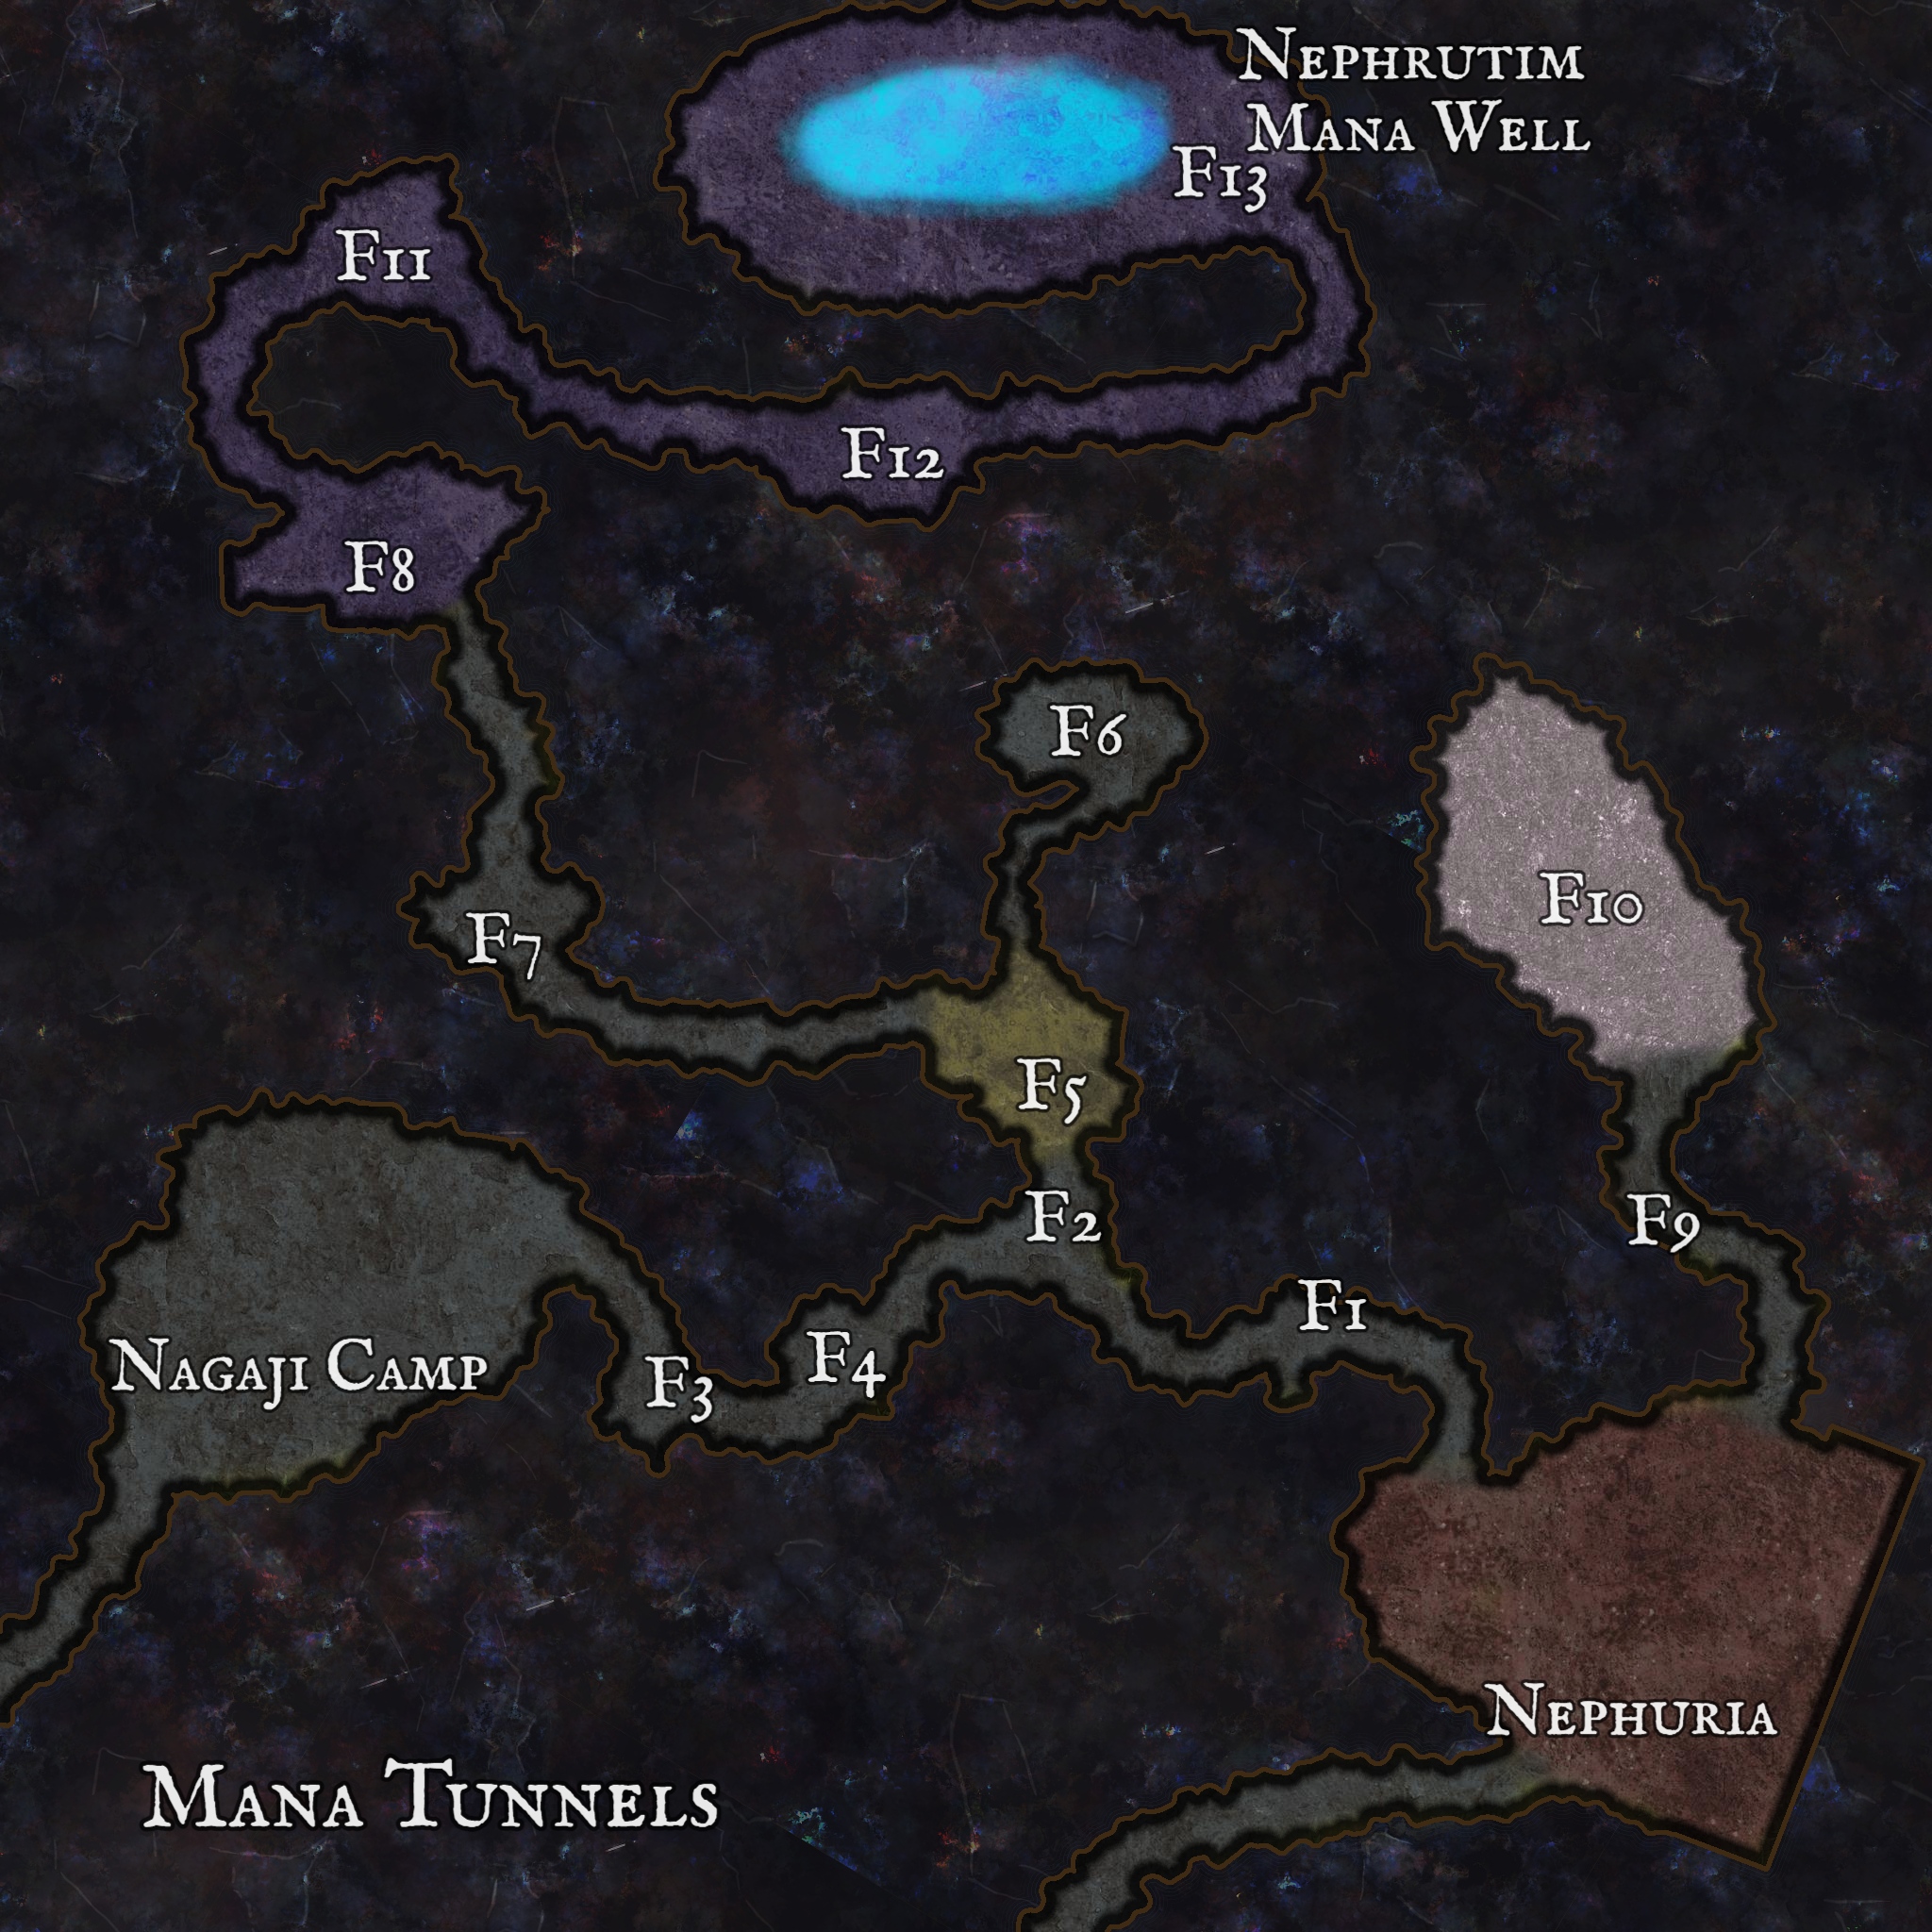 Nephrutim
Mana Well
F13
F11
F12
F8
F6
F10
F7
F5
F2
F9
F1
F4
Nagaji Camp
F3
Nephuria
Mana Tunnels